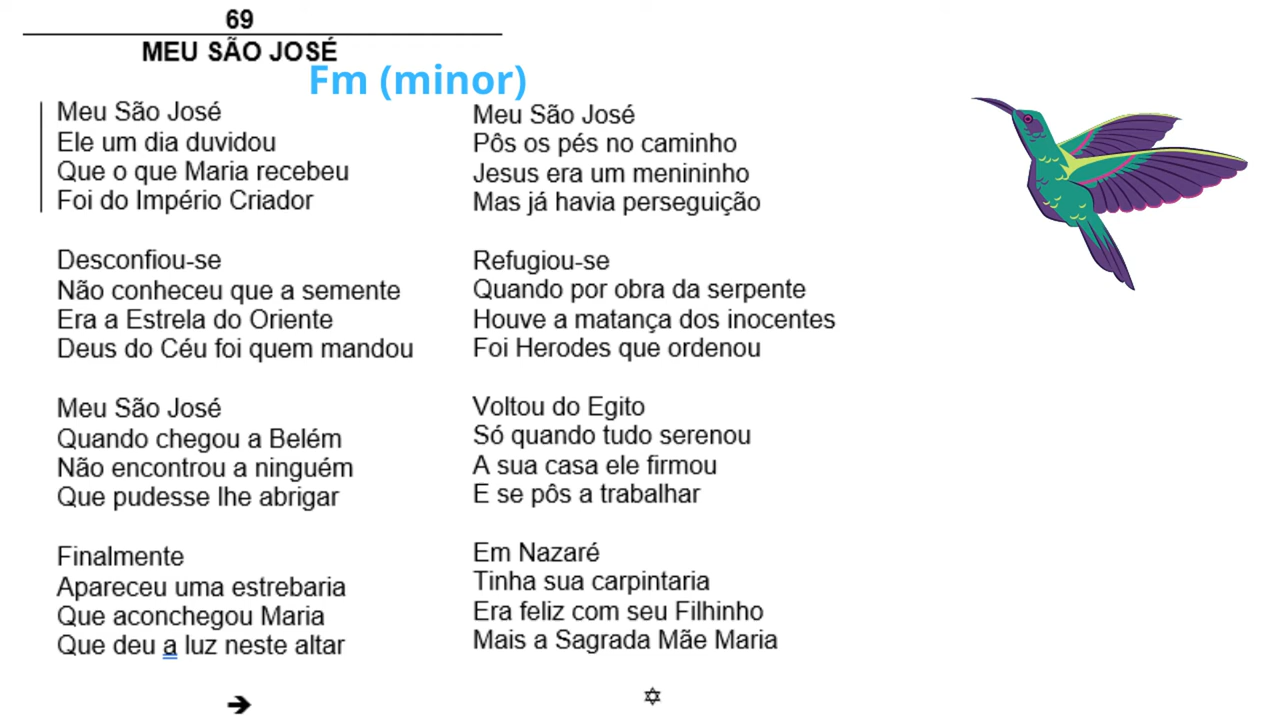 69
MEU SÃO JOSÉ
Fm (minor)
Meu São José
Ele um dia duvidou
Que o que Maria recebeu
Foi do Império Criador
Desconfiou-se
Não conheceu que a semente
Era a Estrela do Oriente
Deus do Céu foi quem mandou
Meu São José
Quando chegou a Belém
Não encontrou a ninguém
Que pudesse lhe abrigar
Finalmente
Apareceu uma estrebaria
Que aconchegou Maria
Que deu a luz neste altar
Meu São José
Pôs os pés no caminho
Jesus era um menininho
Mas já havia perseguição
Refugiou-se
Quando por obra da serpente
Houve a matança dos inocentes
Foi Herodes que ordenou
Voltou do Egito
Só quando tudo serenou
A sua casa ele firmou
E se pôs a trabalhar
Em Nazaré
Tinha sua carpintaria
Era feliz com seu Filhinho
Mais a Sagrada Mãe Maria